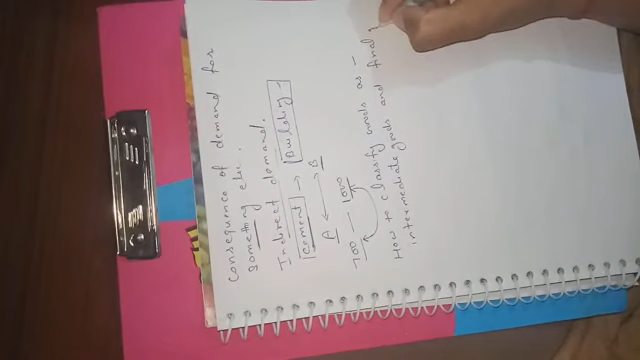 Consequence of demand for
something else.
Indirect demand.
Cement → Building -
A ↔ B
700 — 1000
How to classify goods as -
intermediate goods and final